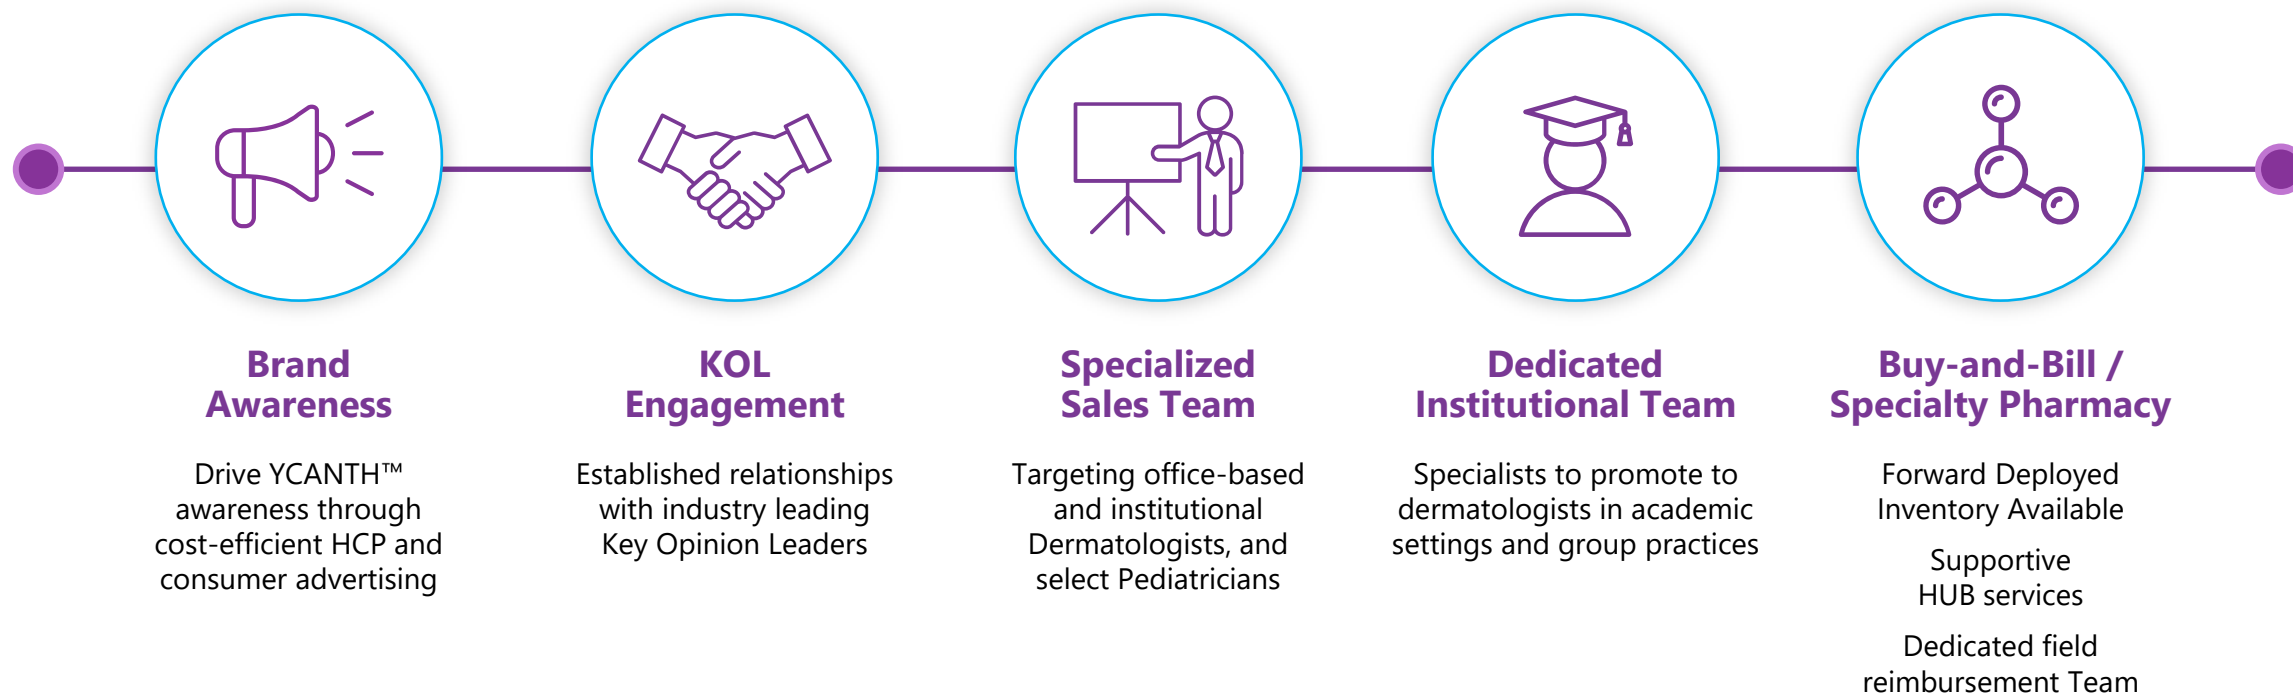 Brand
Awareness
Drive YCANTH™
awareness through
cost-efficient HCP and
consumer advertising
KOL
Engagement
Established relationships
with industry leading
Key Opinion Leaders
Specialized
Sales Team
Targeting office-based
and institutional
Dermatologists, and
select Pediatricians
Dedicated
Institutional Team
Specialists to promote to
dermatologists in academic
settings and group practices
Buy-and-Bill /
Specialty Pharmacy
Forward Deployed
Inventory Available
Supportive
HUB services
Dedicated field
reimbursement Team